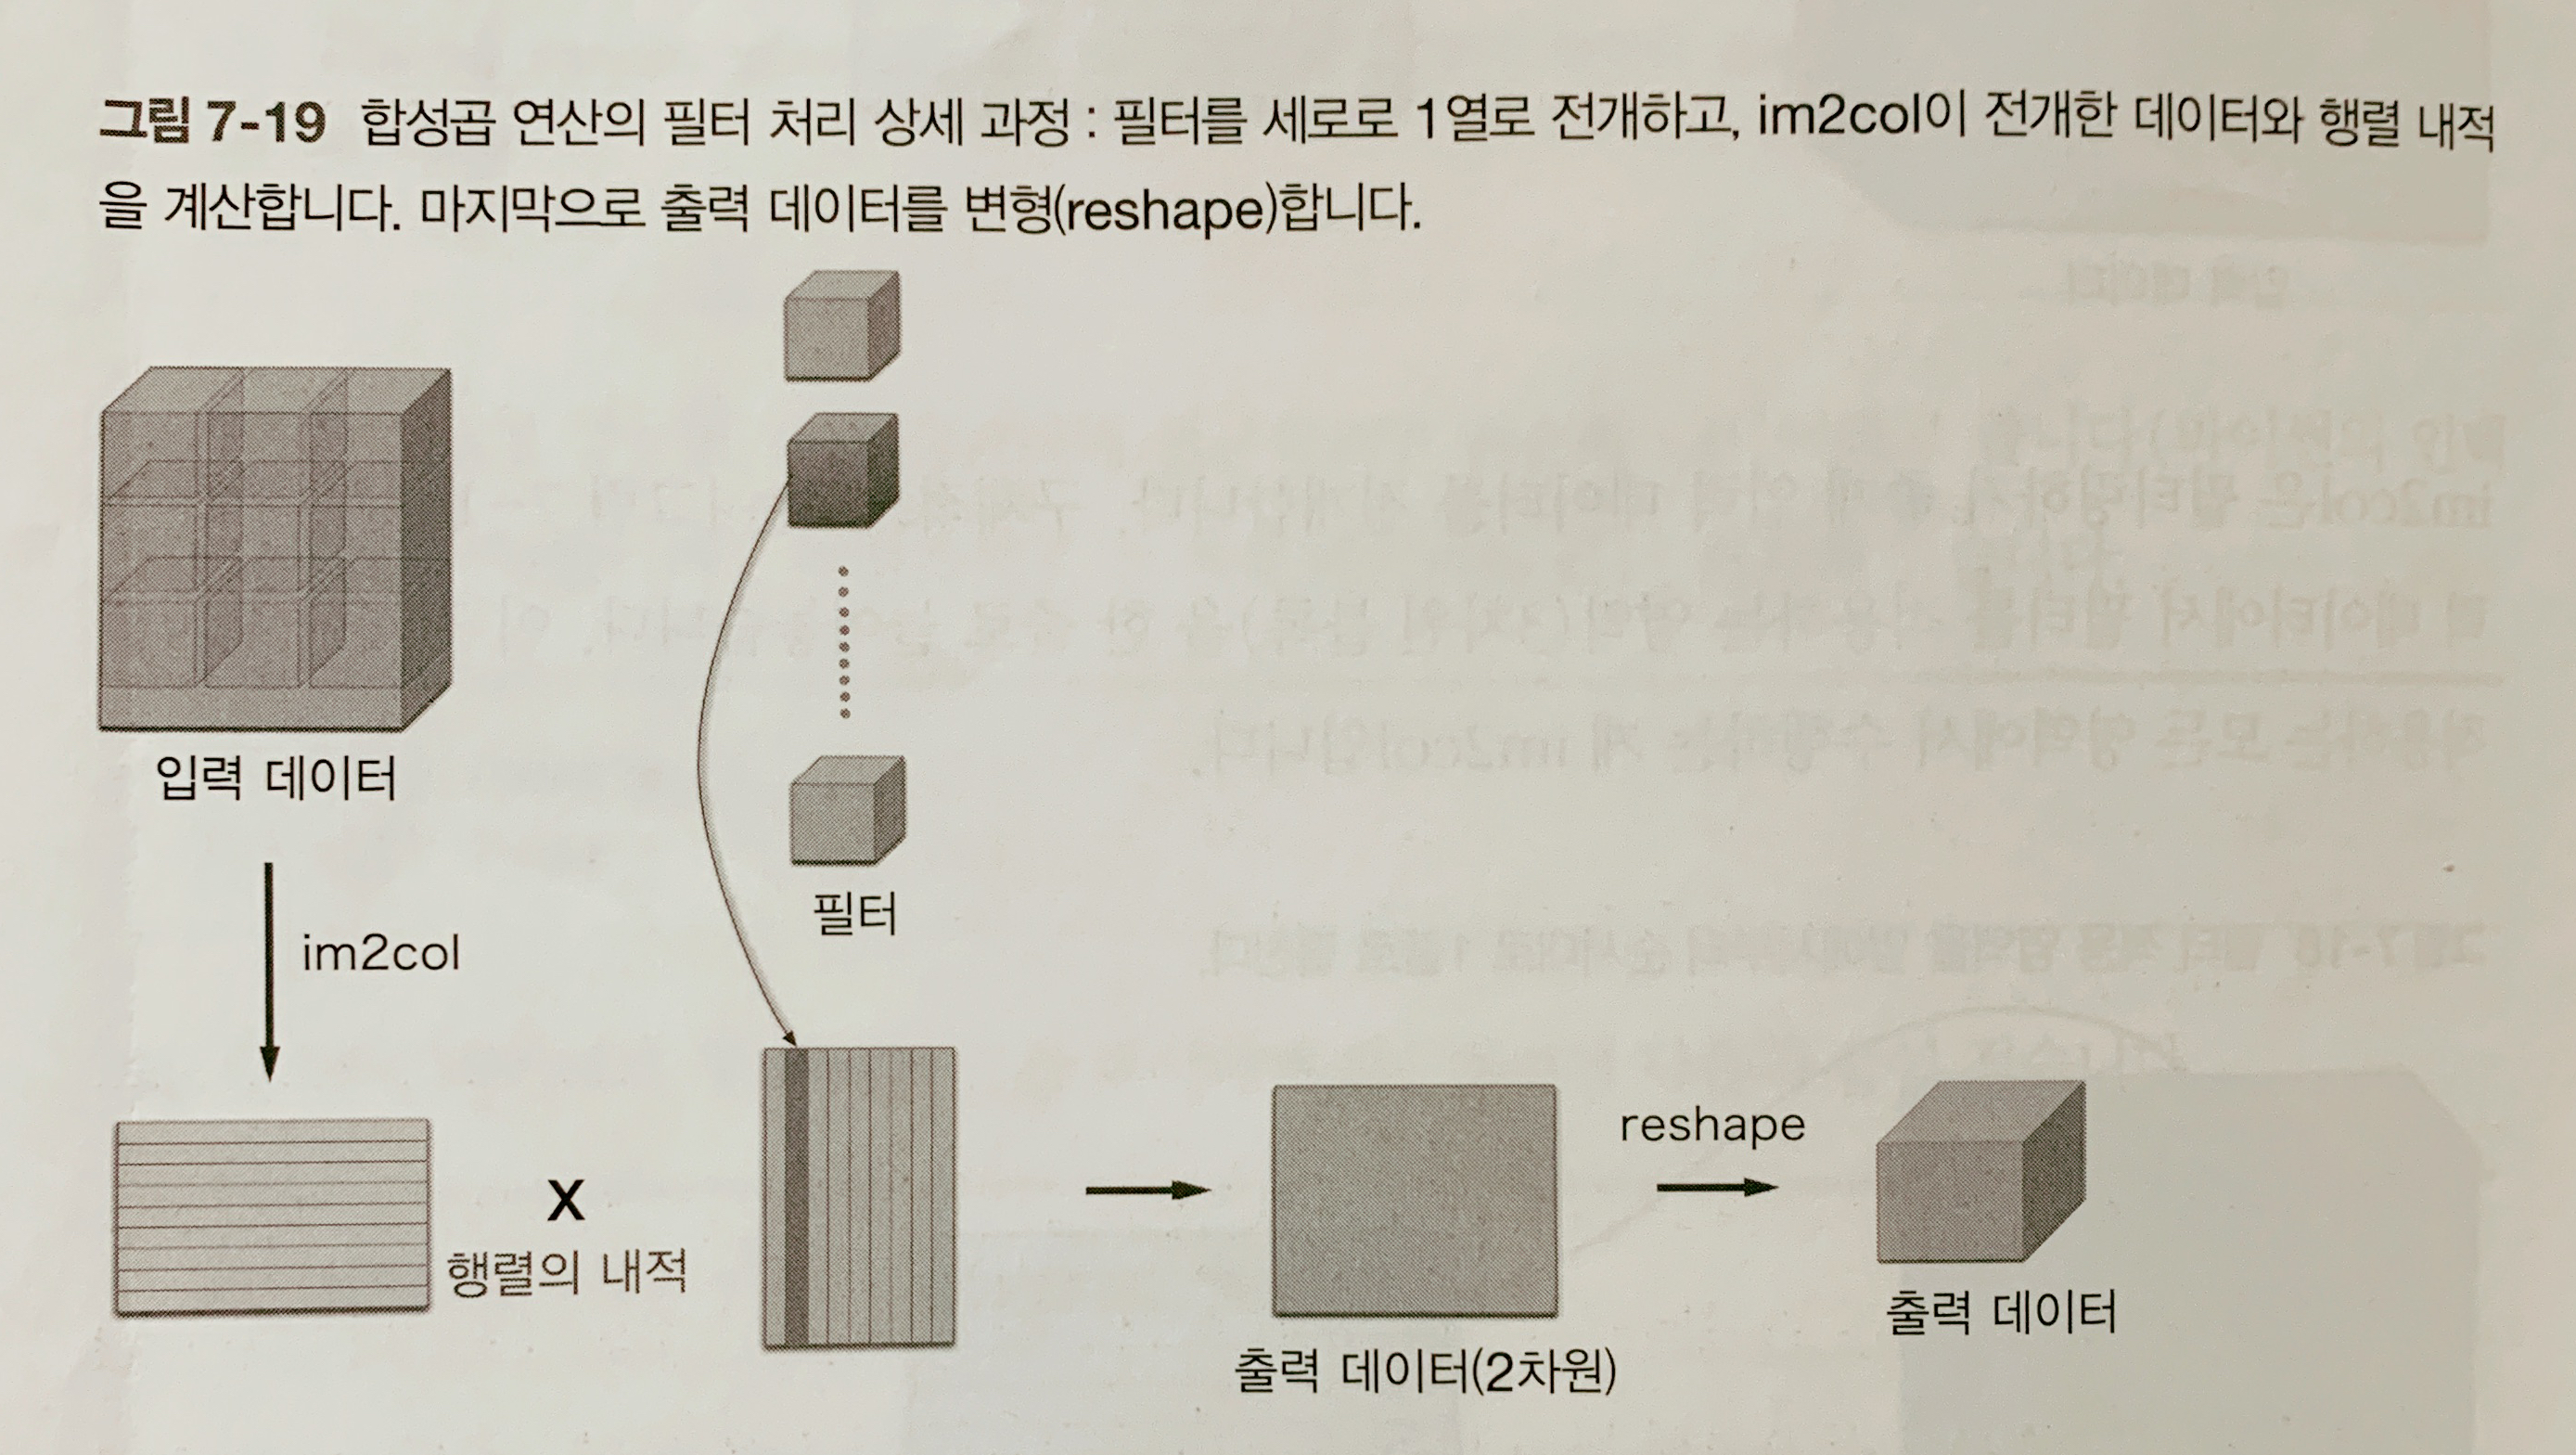 그림 7-19 합성곱 연산의 필터 처리 상세 과정 : 필터를 세로로 1열로 전개하고, im2col이 전개한 데이터와 행렬 내적
을 계산합니다. 마지막으로 출력 데이터를 변형(reshape)합니다.
입력 데이터
필터
im2col
X
행렬의 내적
reshape
출력 데이터(2차원)
출력 데이터